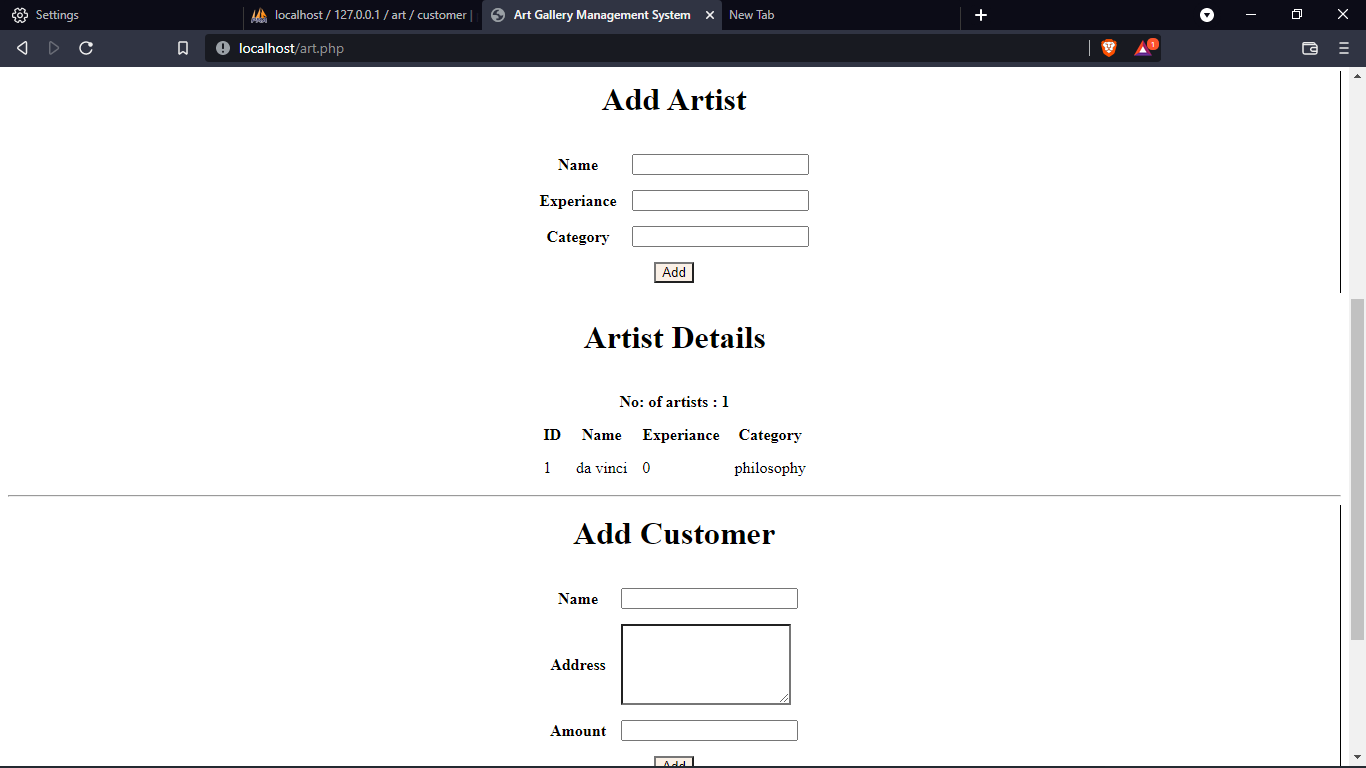 Settings
localhost / 127.0.0.1 / art / customer |
Art Gallery Management System
New Tab
localhost/art.php
1
Add Artist
Name
Experiance
Category
Add
Artist Details
No: of artists : 1
ID Name Experiance Category
1 da vinci 0 philosophy
Add Customer
Name
Address
Amount
Add